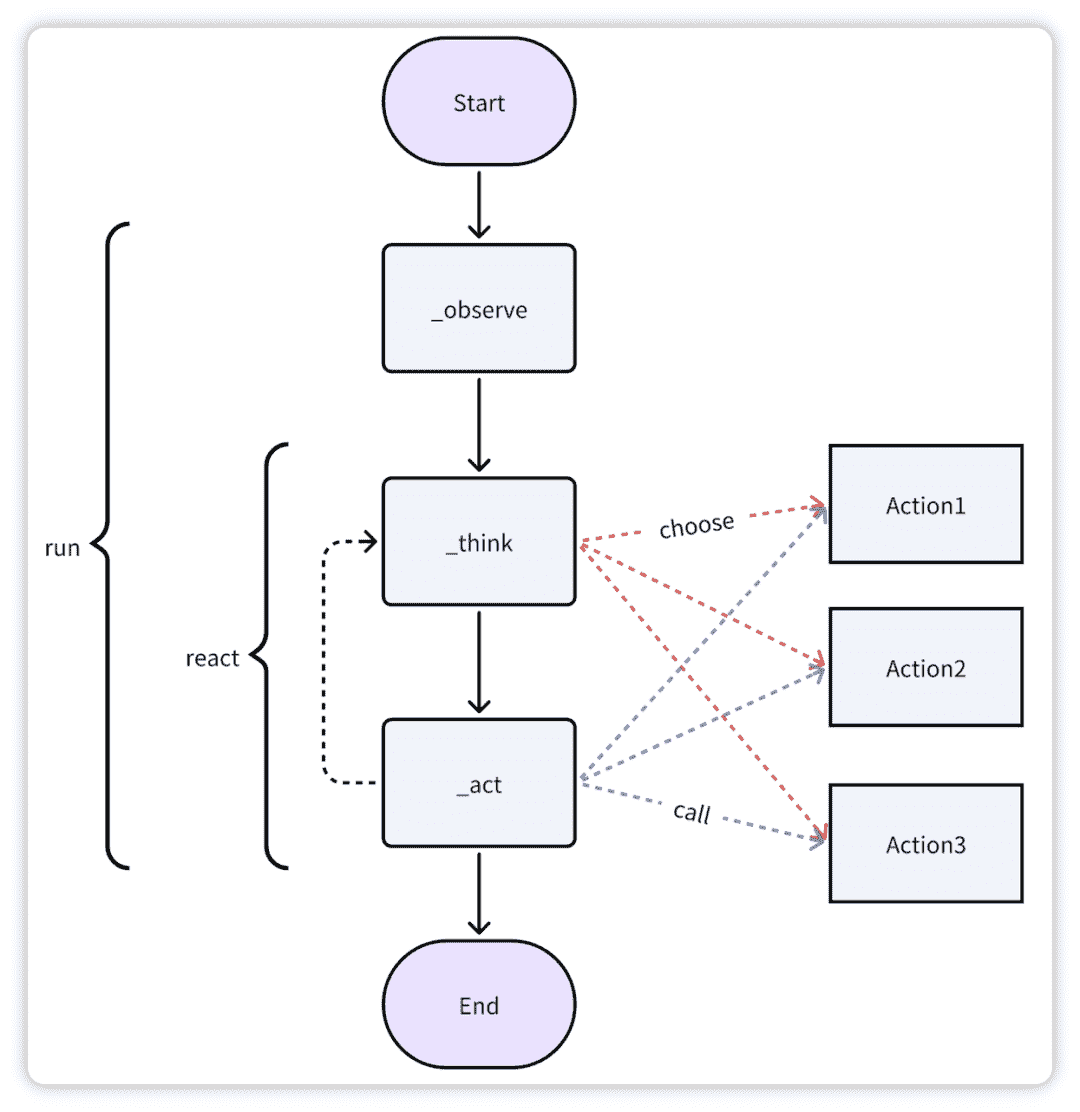 Start
_observe
Action1
choose
_think
run
react
Action2
_act
call
Action3
End